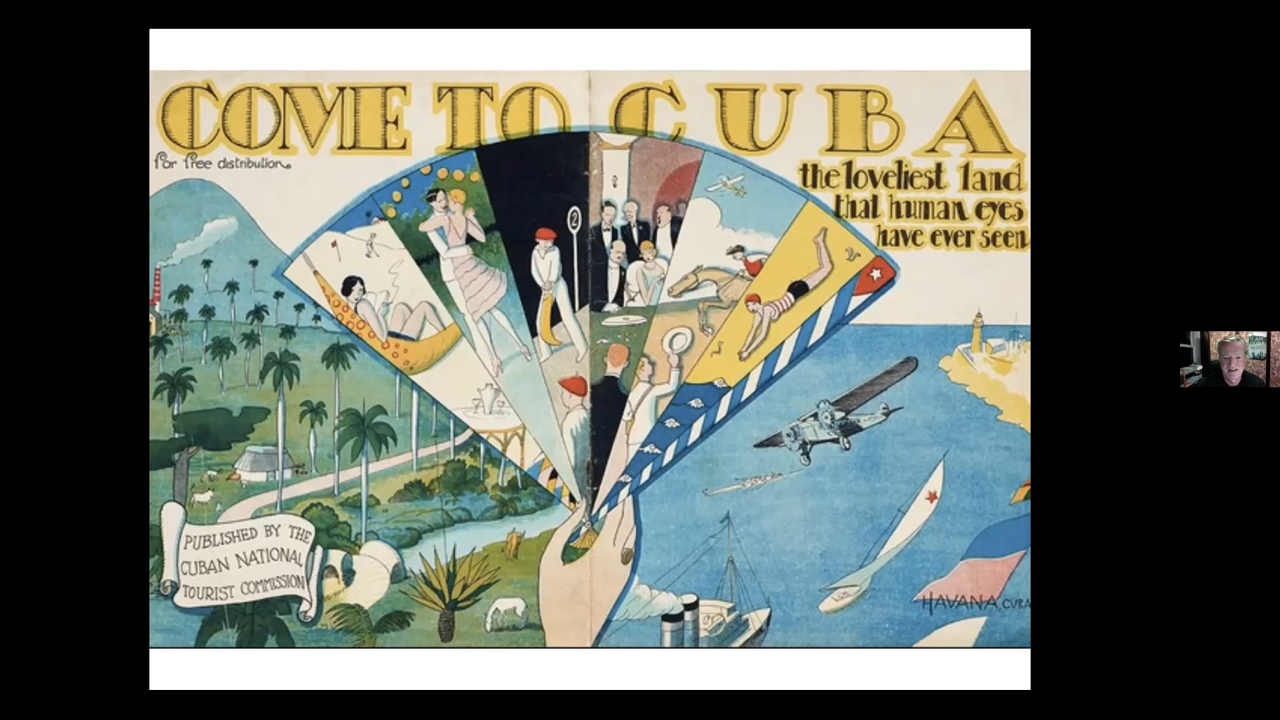 COME TO CUBA
for free distribution
the loveliest land
that human eyes
have ever seen
2
PUBLISHED BY THE
CUBAN NATIONAL
TOURIST COMMISSION
HAVANA, CUBA